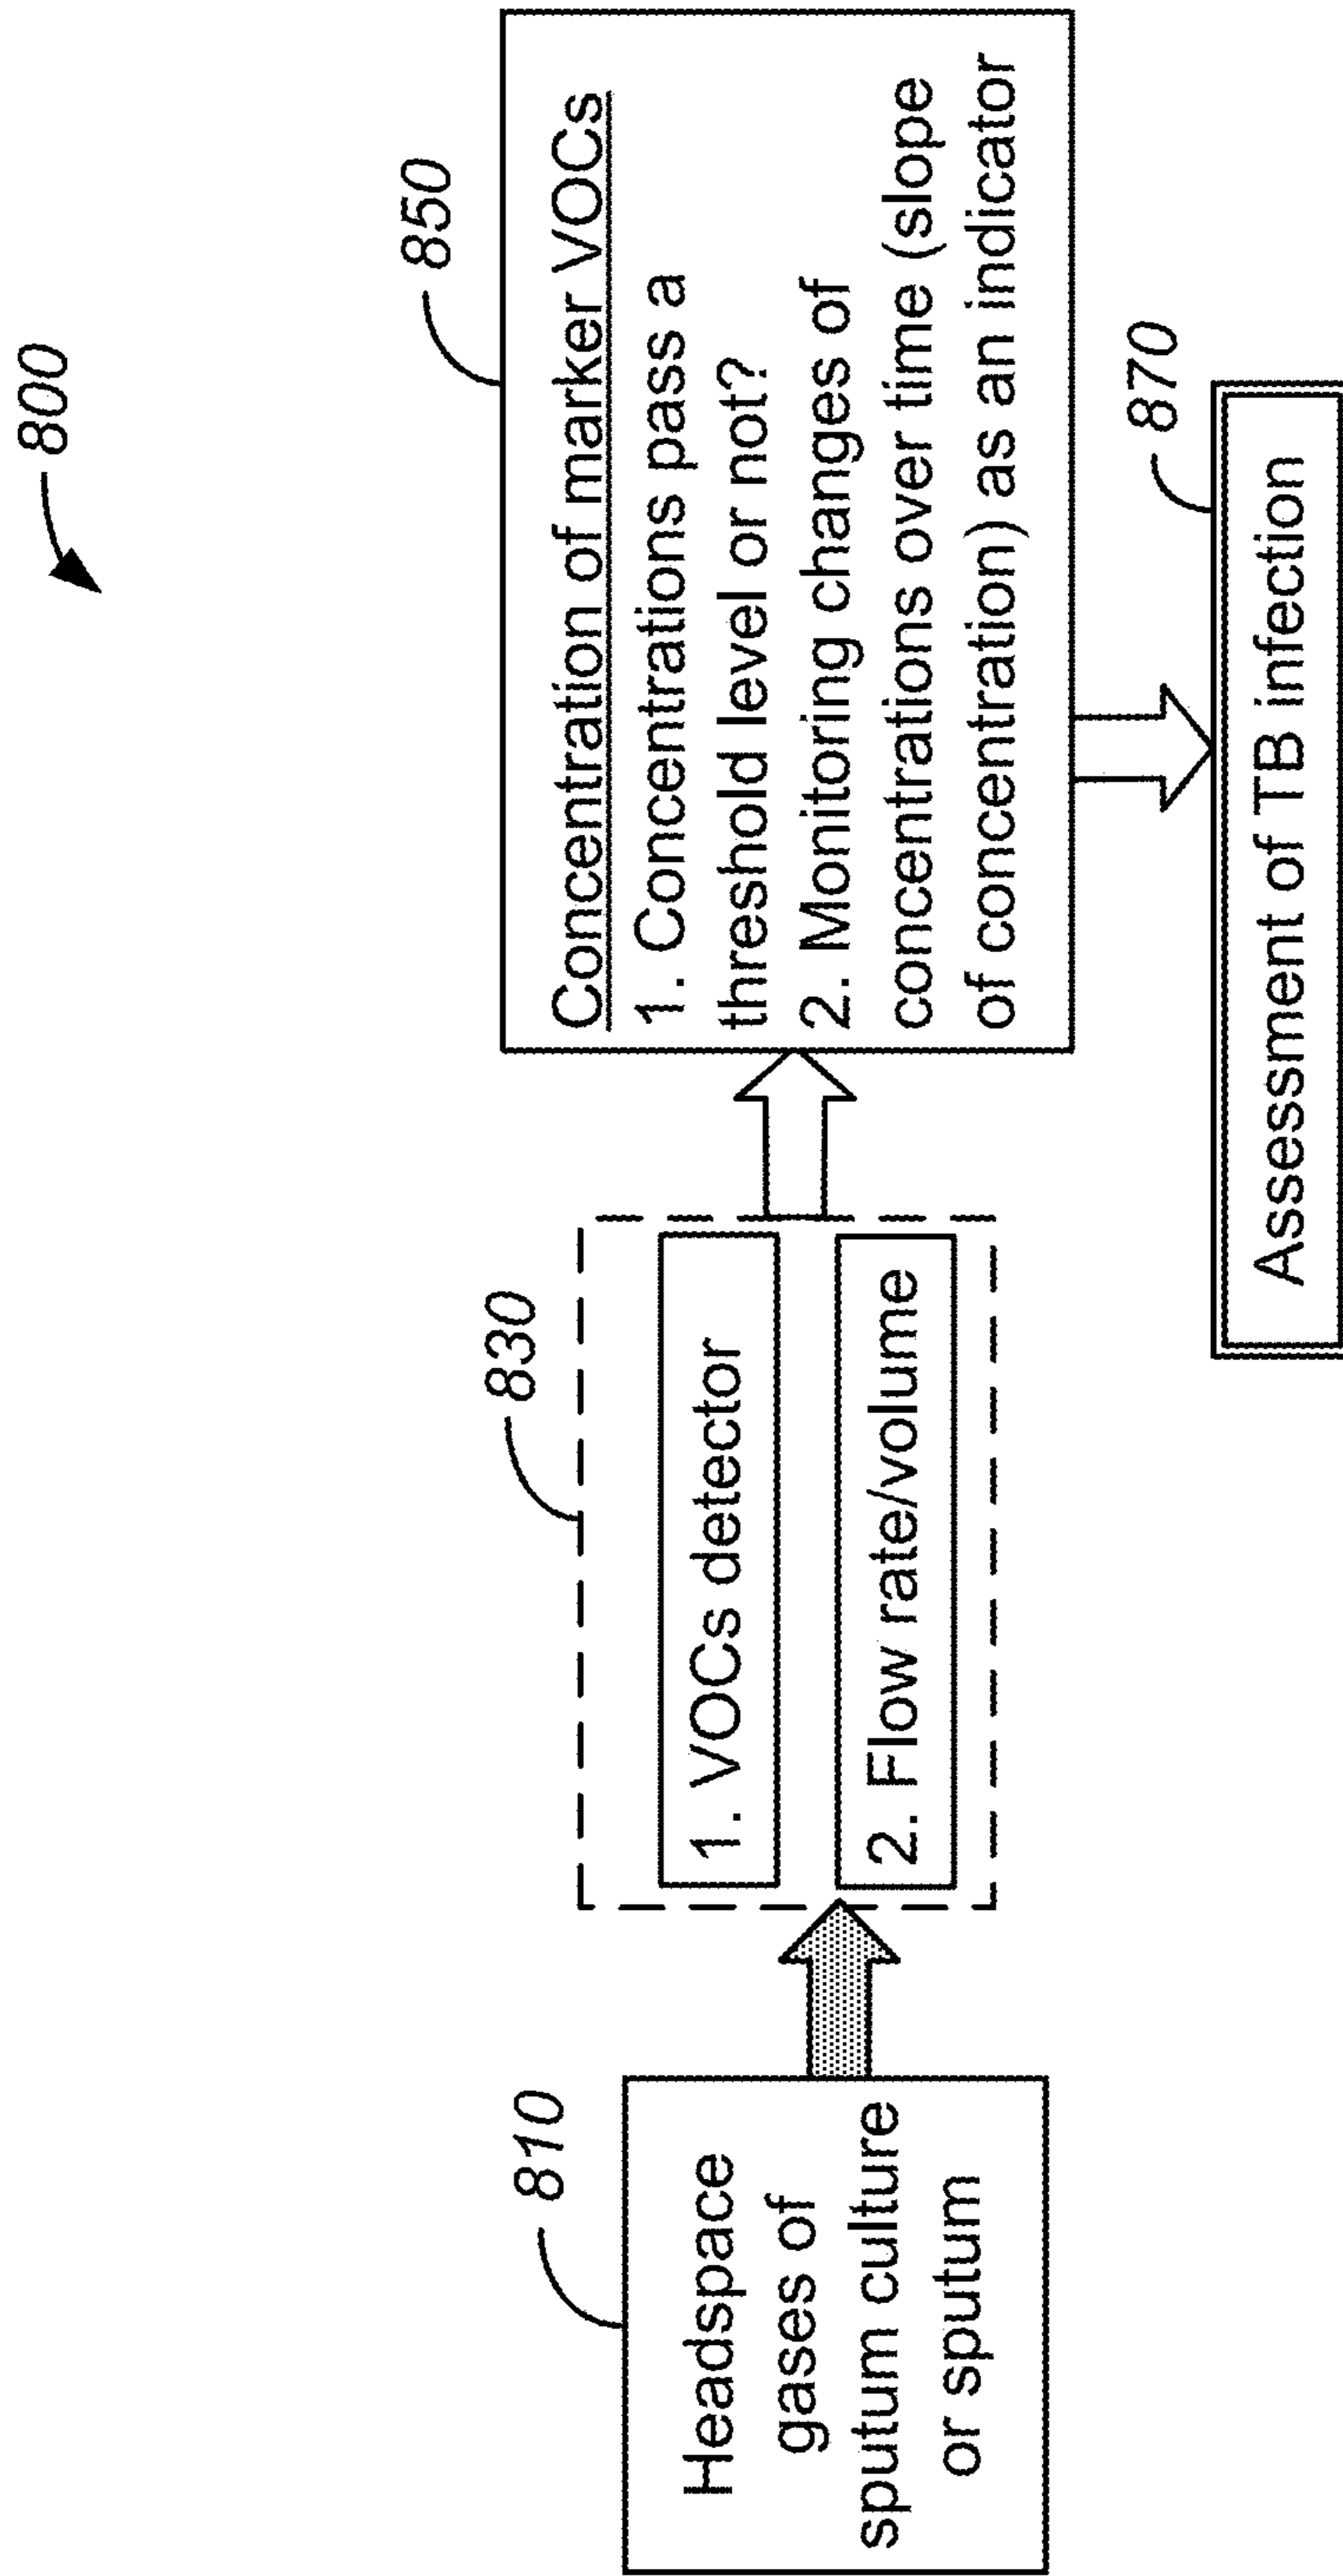 800
810
Headspace
gases of
sputum culture
or sputum
830
1. VOCs detector
2. Flow rate/volume
850
Concentration of marker VOCs
1. Concentrations pass a
threshold level or not?
2. Monitoring changes of
concentrations over time (slope
of concentration) as an indicator
870
Assessment of TB infection